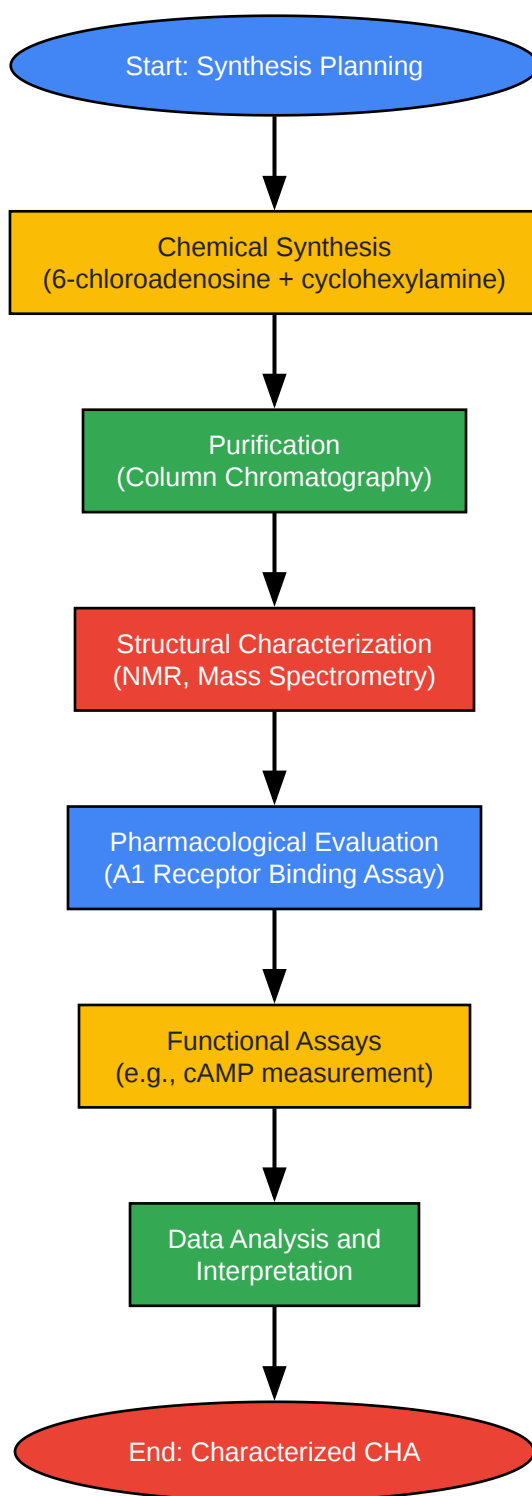 Start: Synthesis Planning
Chemical Synthesis
(6-chloroadenosine + cyclohexylamine)
Purification
(Column Chromatography)
Structural Characterization
(NMR, Mass Spectrometry)
Pharmacological Evaluation
(A1 Receptor Binding Assay)
Functional Assays
(e.g., cAMP measurement)
Data Analysis and
Interpretation
End: Characterized CHA